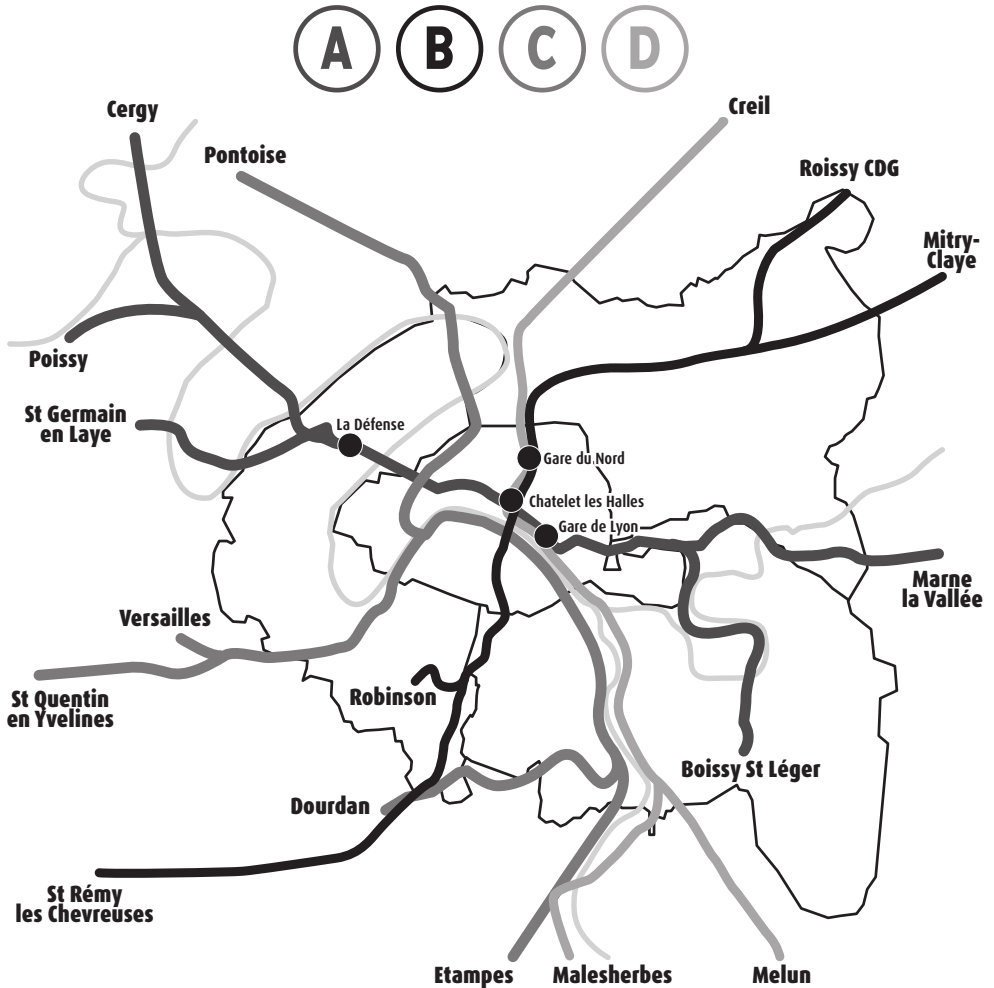 A B C D
Cergy
Creil
Pontoise
Roissy CDG
Mitry-
Claye
Poissy
St Germain
en Laye
La Défense
Gare du Nord
Chatelet les Halles
Gare de Lyon
Marne
la Vallée
Versailles
St Quentin
en Yvelines
Robinson
Boissy St Léger
Dourdan
St Rémy
les Chevreuses
Etampes
Malesherbes
Melun